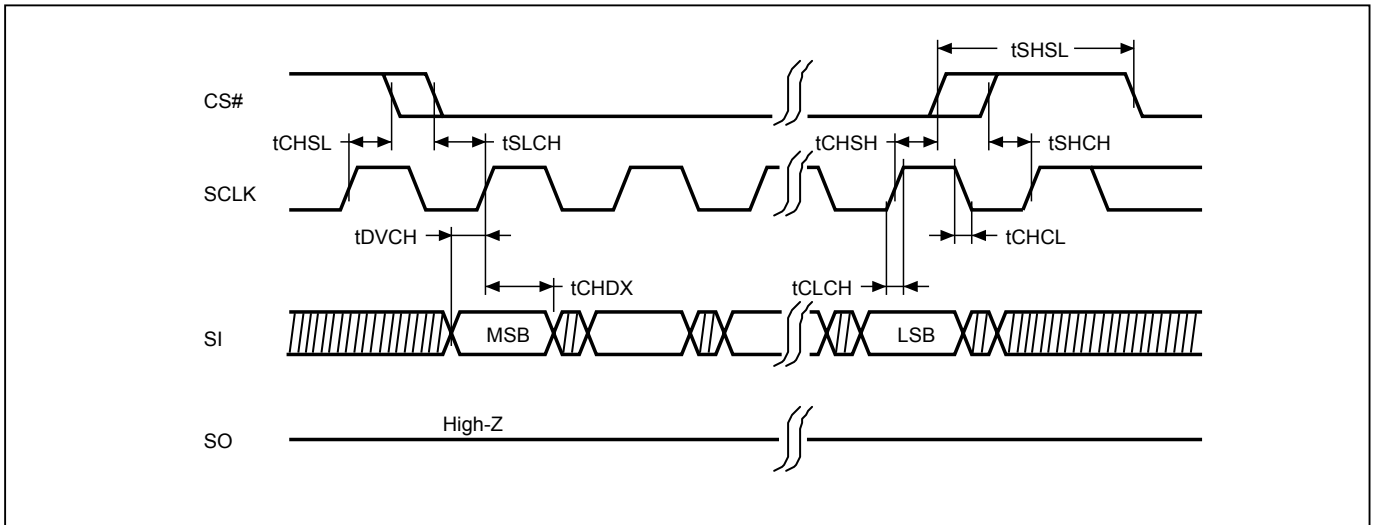 tSHSL
CS#
tCHSL
tSLCH
tCHSH
tSHCH
SCLK
tDVCH
tCHCL
tCHDX
tCLCH
SI
MSB
LSB
High-Z
SO